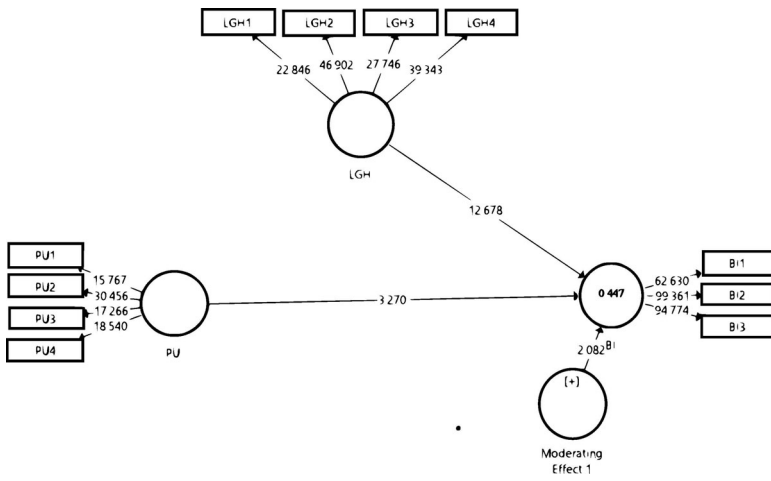 LGH1 LGH2 LGH3 LGH4
22 846 46 902 27 746 39 343
LGH
12 678
PU1
PU2
PU3
PU4
15 767
30 456
17 266
18 540
PU
3 270
0 447
BI
62 630
99 361
94 774
BI1
BI2
BI3
2 082
[+]
Moderating
Effect 1